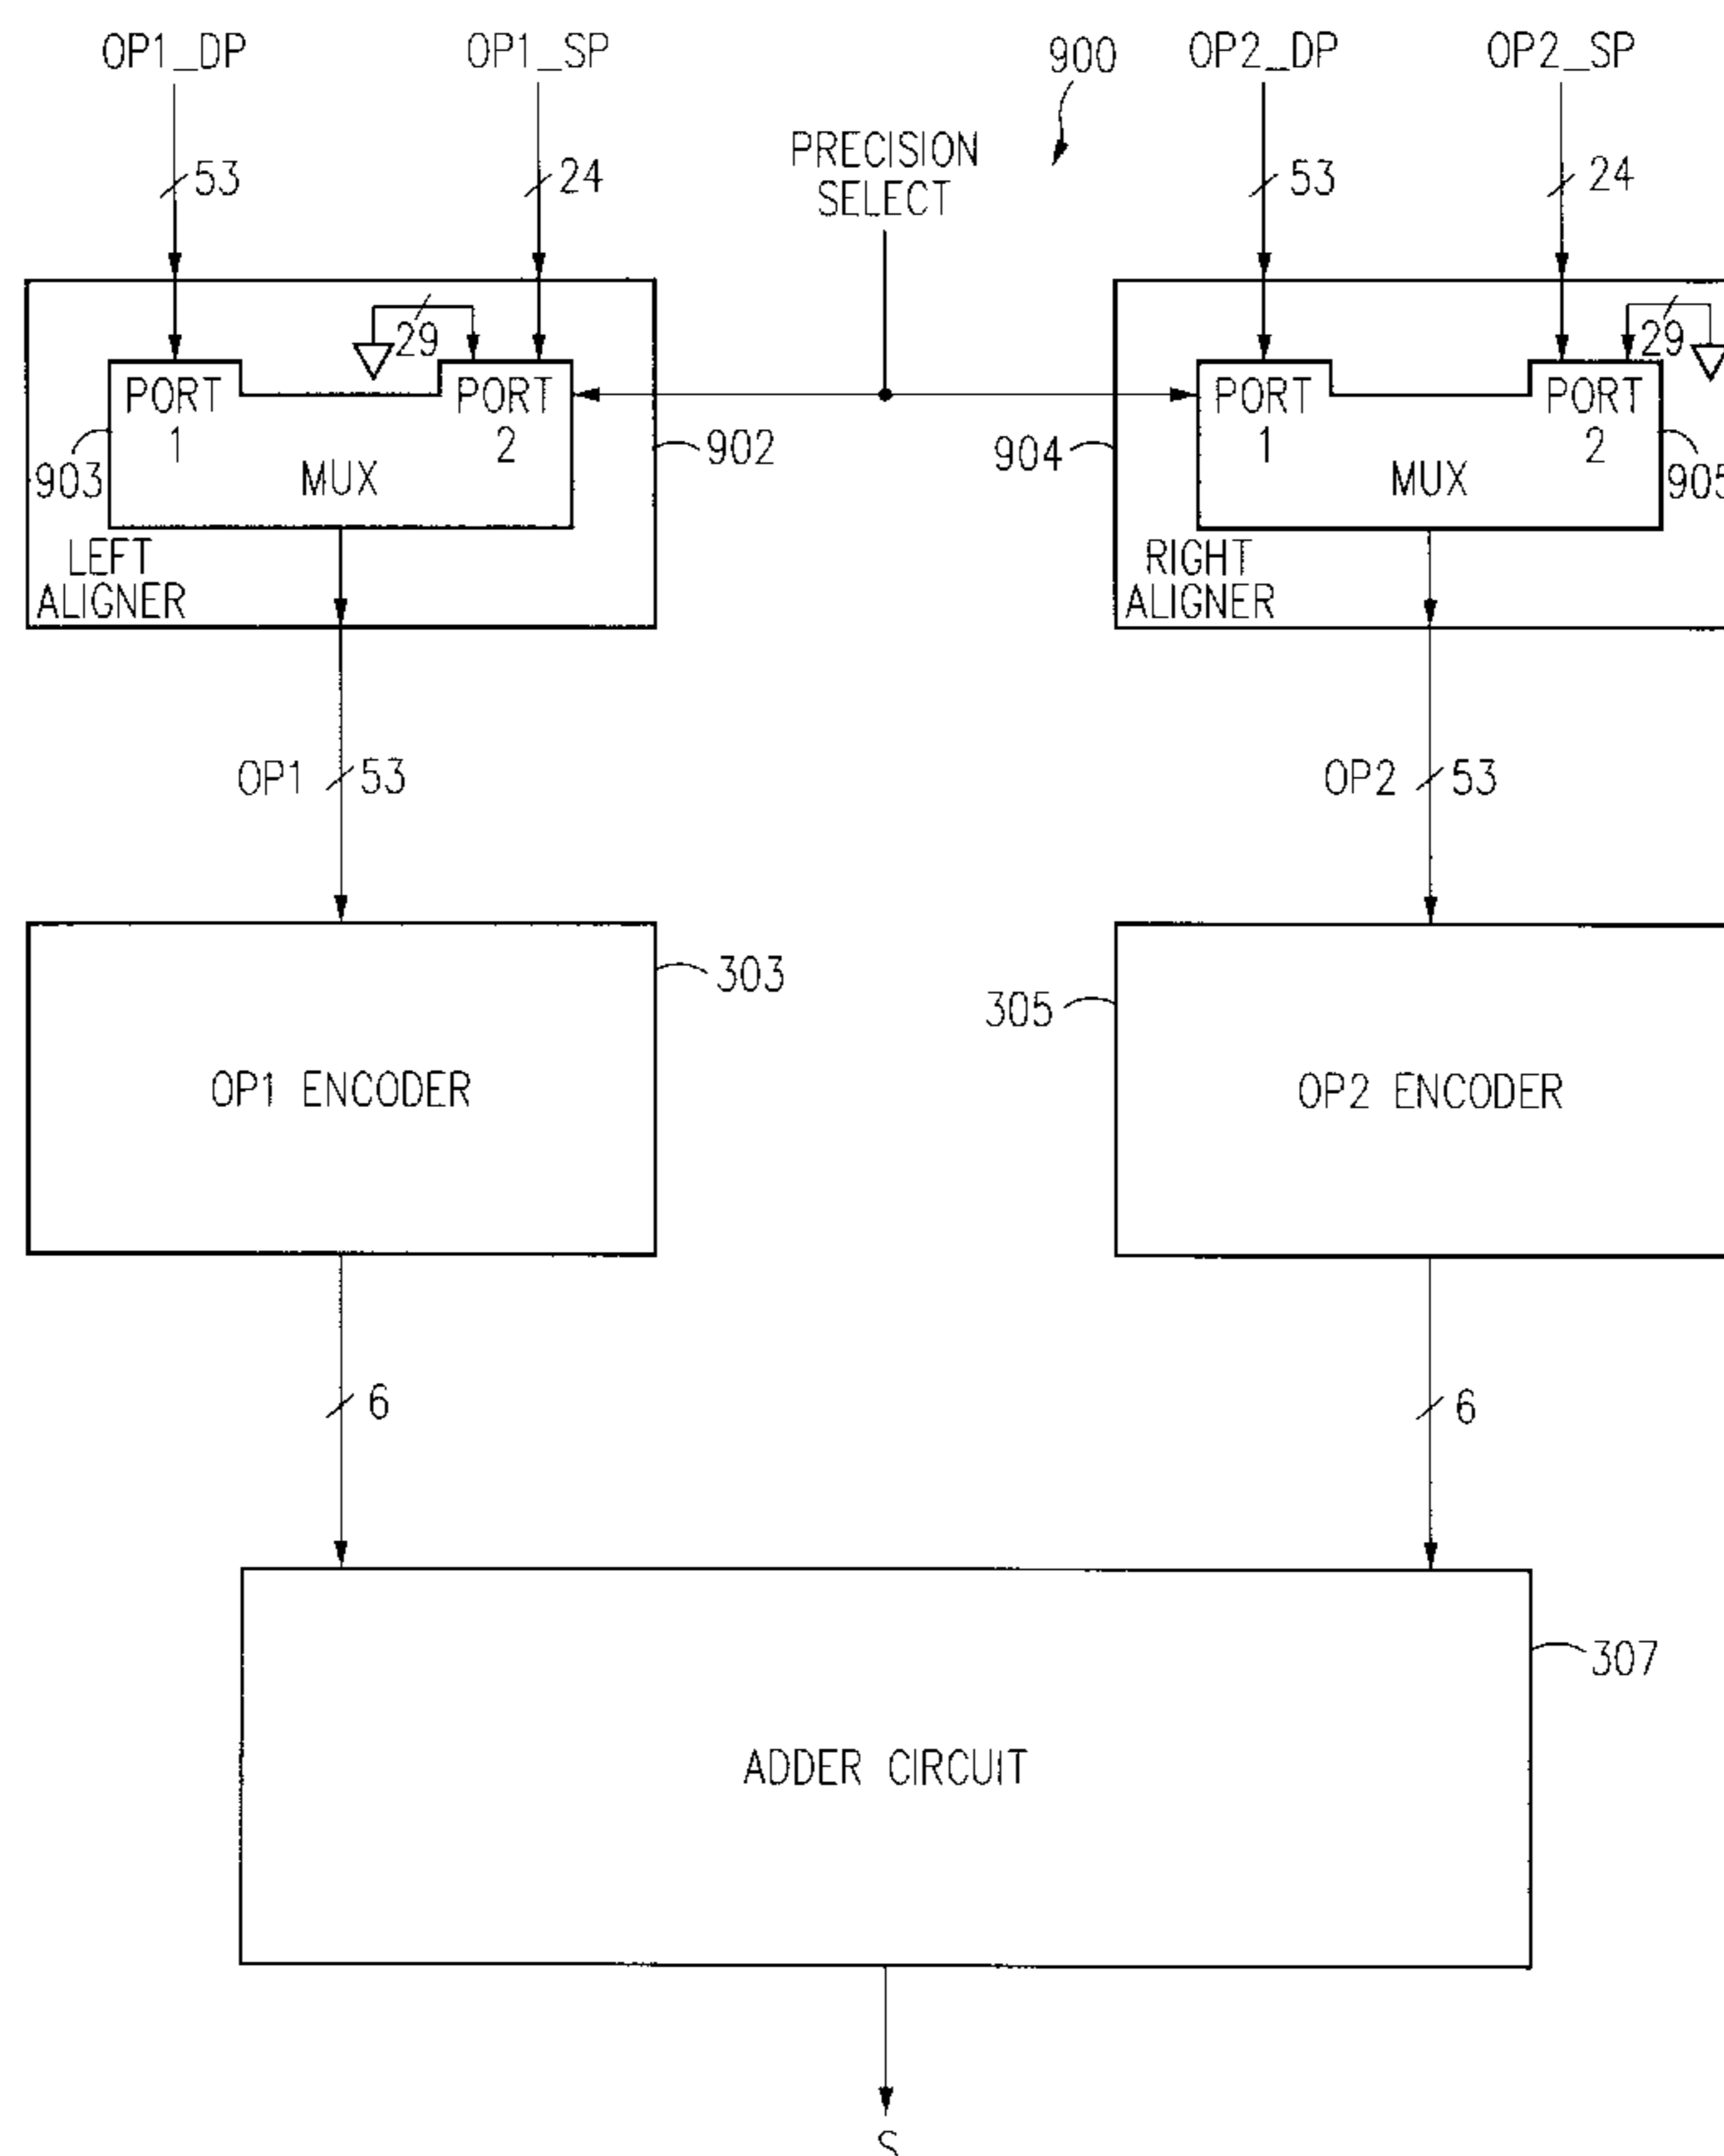 OP1_DP
OP1_SP
900
OP2_DP
OP2_SP
PRECISION
SELECT
53
24
53
24
29
29
PORT
1
PORT
2
MUX
903
902
LEFT
ALIGNER
904
PORT
1
PORT
2
MUX
905
RIGHT
ALIGNER
OP1
53
OP2
53
303
OP1 ENCODER
305
OP2 ENCODER
6
6
307
ADDER CIRCUIT
S